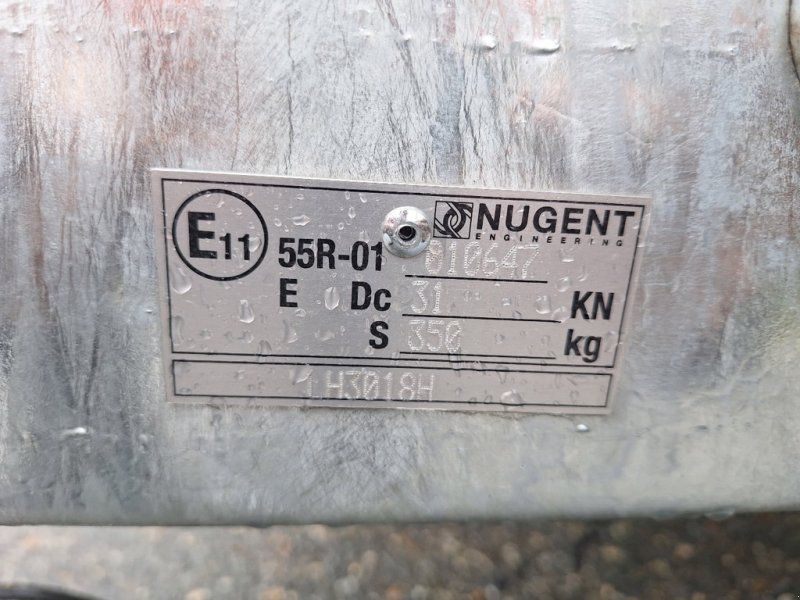 E11
NUGENT
ENGINEERING
55R-01 010647
E Dc 31 KN
S 350 kg
LH3018H